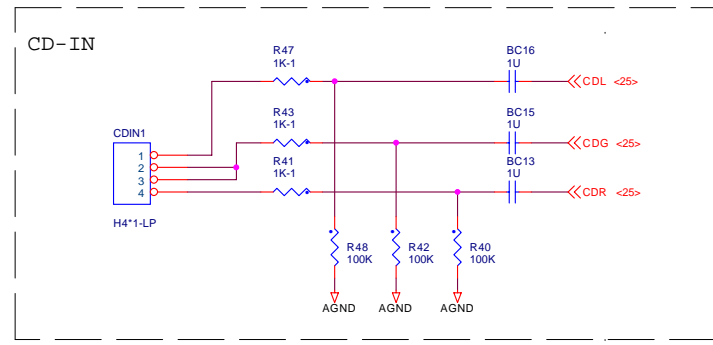 CD-IN
R47
1K-1
BC16
1U
CDL <25>
R43
1K-1
BC15
1U
CDG <25>
CDIN1
1
2
3
4
R41
1K-1
BC13
1U
CDR <25>
H4*1-LP
R48
100K
R42
100K
R40
100K
AGND
AGND
AGND